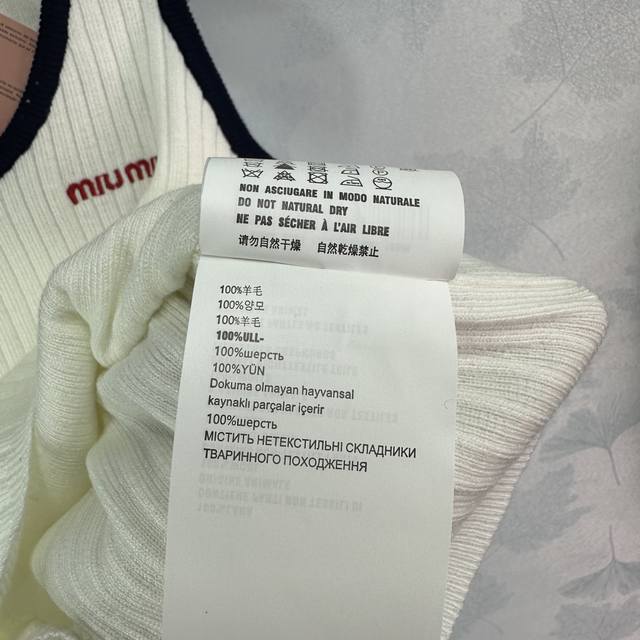 miu mi
NON ASCIUGARE IN MODO NATURALE
DO NOT NATURAL DRY
NE PAS SÉCHER À L'AIR LIBRE
请勿自然干燥 自然乾燥禁止
100%羊毛
100%양모
100%羊毛
100%ULL-
100%шерсть
100%YÜN
Dokuma olmayan hayvansal
kaynaklı parçalar içerir
100%шерсть
МІСТИТЬ НЕТЕКСТИЛЬНІ СКЛАДНИКИ
ТВАРИННОГО ПОХОДЖЕННЯ